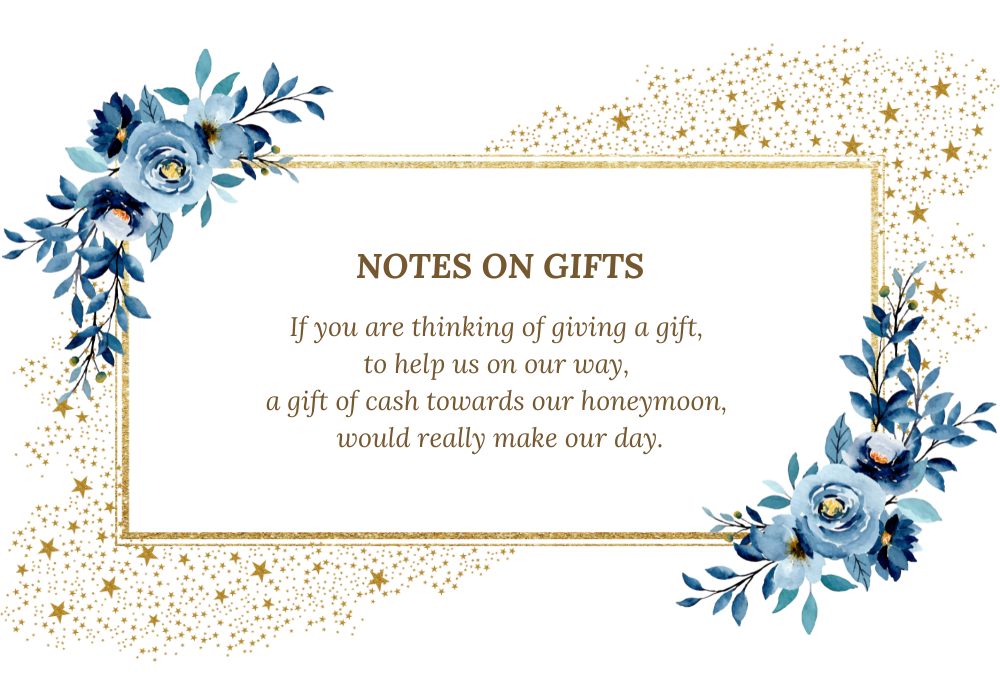 NOTES ON GIFTS
If you are thinking of giving a gift,
to help us on our way,
a gift of cash towards our honeymoon,
would really make our day.